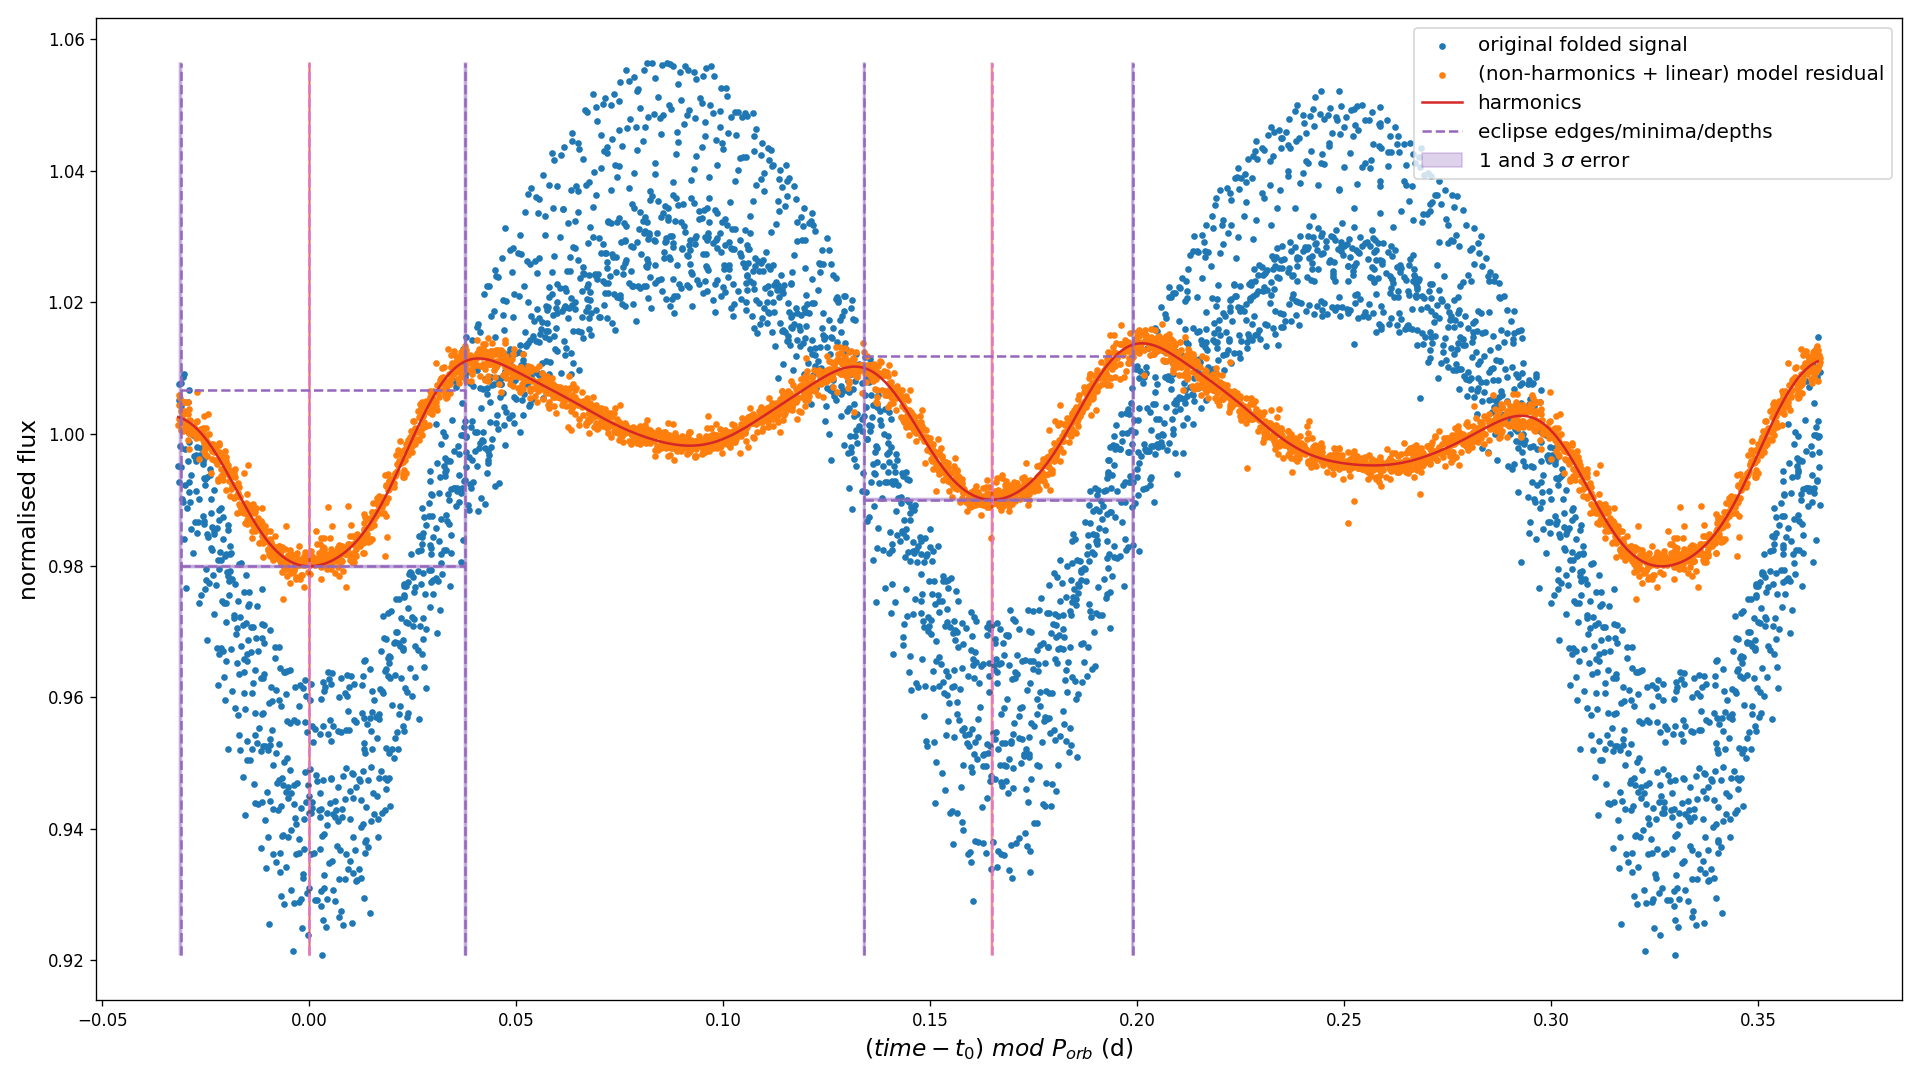 original folded signal
(non-harmonics + linear) model residual
harmonics
eclipse edges/minima/depths
1 and 3 σ error
normalised flux
1.06
1.04
1.02
1.00
0.98
0.96
0.94
0.92
−0.05 0.00 0.05 0.10 0.15 0.20 0.25 0.30 0.35
(time − t₀) mod Pₒᵣb (d)